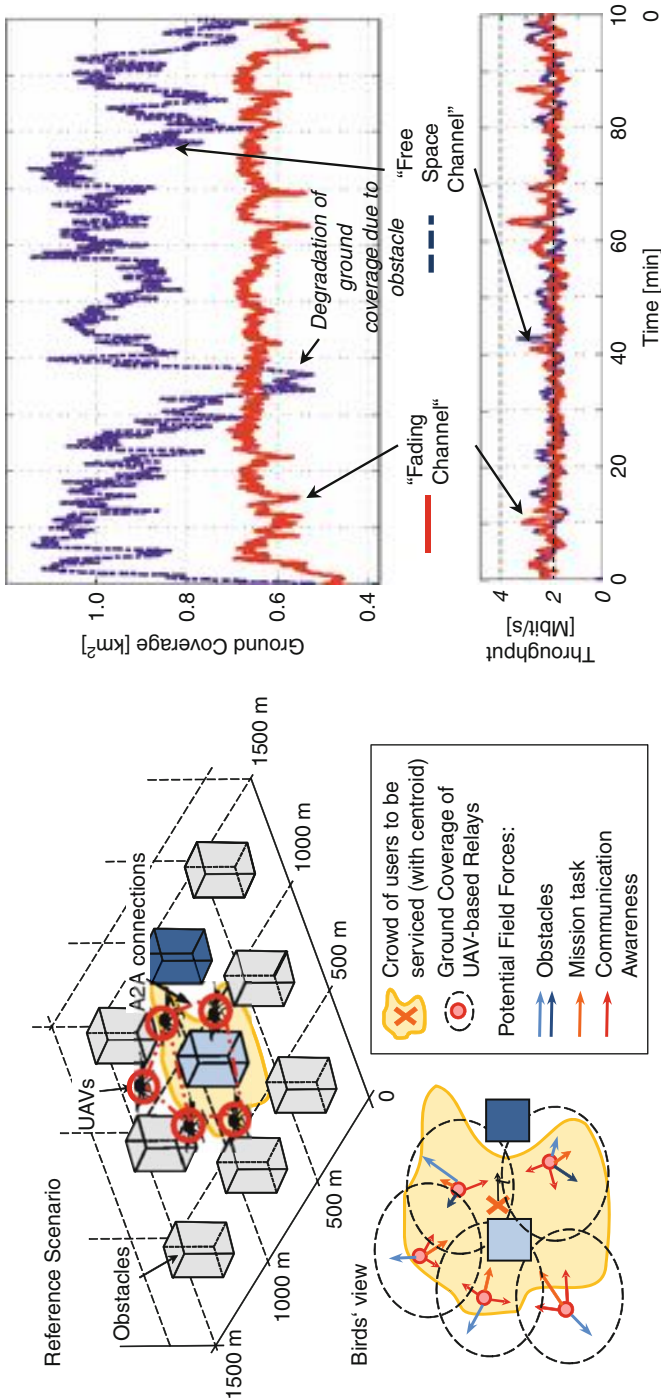 Reference Scenario
UAVs
A2A connections
Obstacles
1500 m
1000 m
500 m
0
500 m
1000 m
1500 m
Birds‘ view
Crowd of users to be
serviced (with centroid)
Ground Coverage of
UAV-based Relays
Potential Field Forces:
Obstacles
Mission task
Communication
Awareness
Ground Coverage [km²]
1.0
0.8
0.6
0.4
"Fading
Channel“
Degradation of
ground
coverage due to
obstacle
"Free
Space
Channel"
Throughput
[Mbit/s]
4
2
0
0
20
40
60
80
10
0
Time [min]